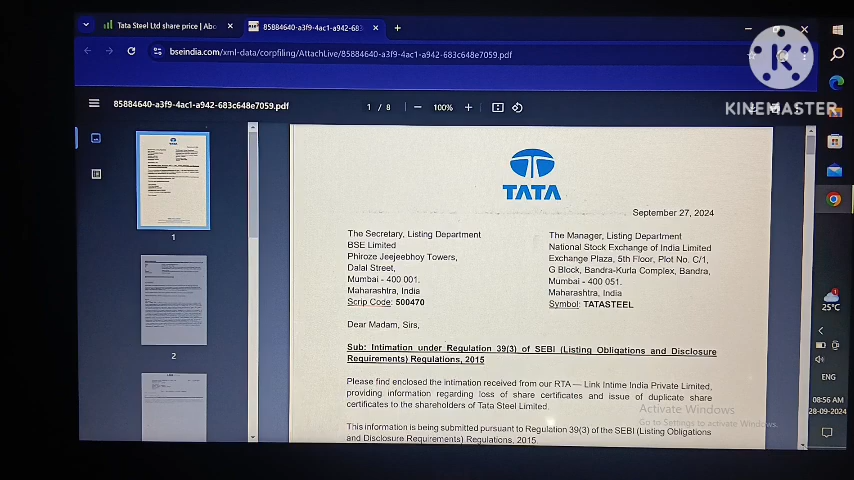 Tata Steel Ltd share price | Abo
85884640-a3f9-4ac1-a942-
bseindia.com/xml-data/corpfiling/AttachLive/85884640-a3f9-4ac1-a942-683c648e7059.pdf
KINEMASTER
85884640-a3f9-4ac1-a942-683c648e7059.pdf
1 / 8
100%
TATA
September 27, 2024
The Secretary, Listing Department
BSE Limited
Phiroze Jeejeebhoy Towers,
Dalal Street,
Mumbai - 400 001.
Maharashtra, India
Scrip Code: 500470
The Manager, Listing Department
National Stock Exchange of India Limited
Exchange Plaza, 5th Floor, Plot No. C/1,
G Block, Bandra-Kurla Complex, Bandra,
Mumbai - 400 051.
Maharashtra, India
Symbol: TATASTEEL
Dear Madam, Sirs,
Sub: Intimation under Regulation 39(3) of SEBI (Listing Obligations and Disclosure
Requirements) Regulations, 2015
Please find enclosed the intimation received from our RTA — Link Intime India Private Limited,
providing information regarding loss of share certificates and issue of duplicate share
certificates to the shareholders of Tata Steel Limited.
This information is being submitted pursuant to Regulation 39(3) of the SEBI (Listing Obligations
and Disclosure Requirements) Regulations, 2015.
Activate Windows
Go to Settings to activate Windows.
1
2
25°C
ENG
08:56 AM
28-09-2024